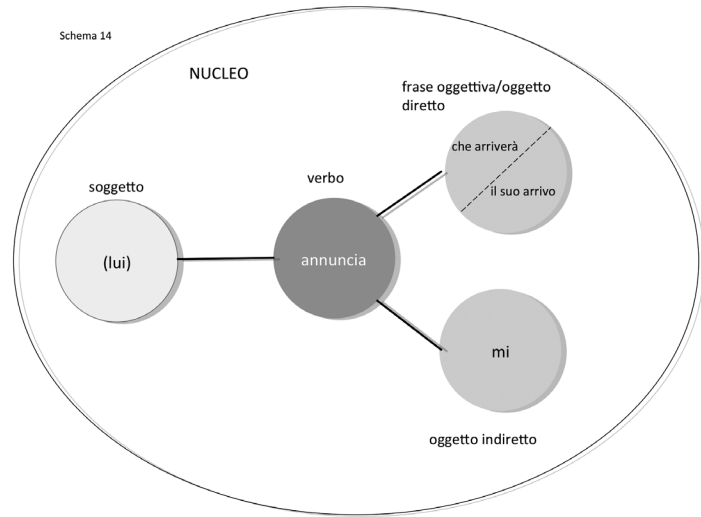 Schema 14
NUCLEO
frase oggettiva/oggetto
diretto
che arriverà
il suo arrivo
soggetto
verbo
(lui)
annuncia
mi
oggetto indiretto